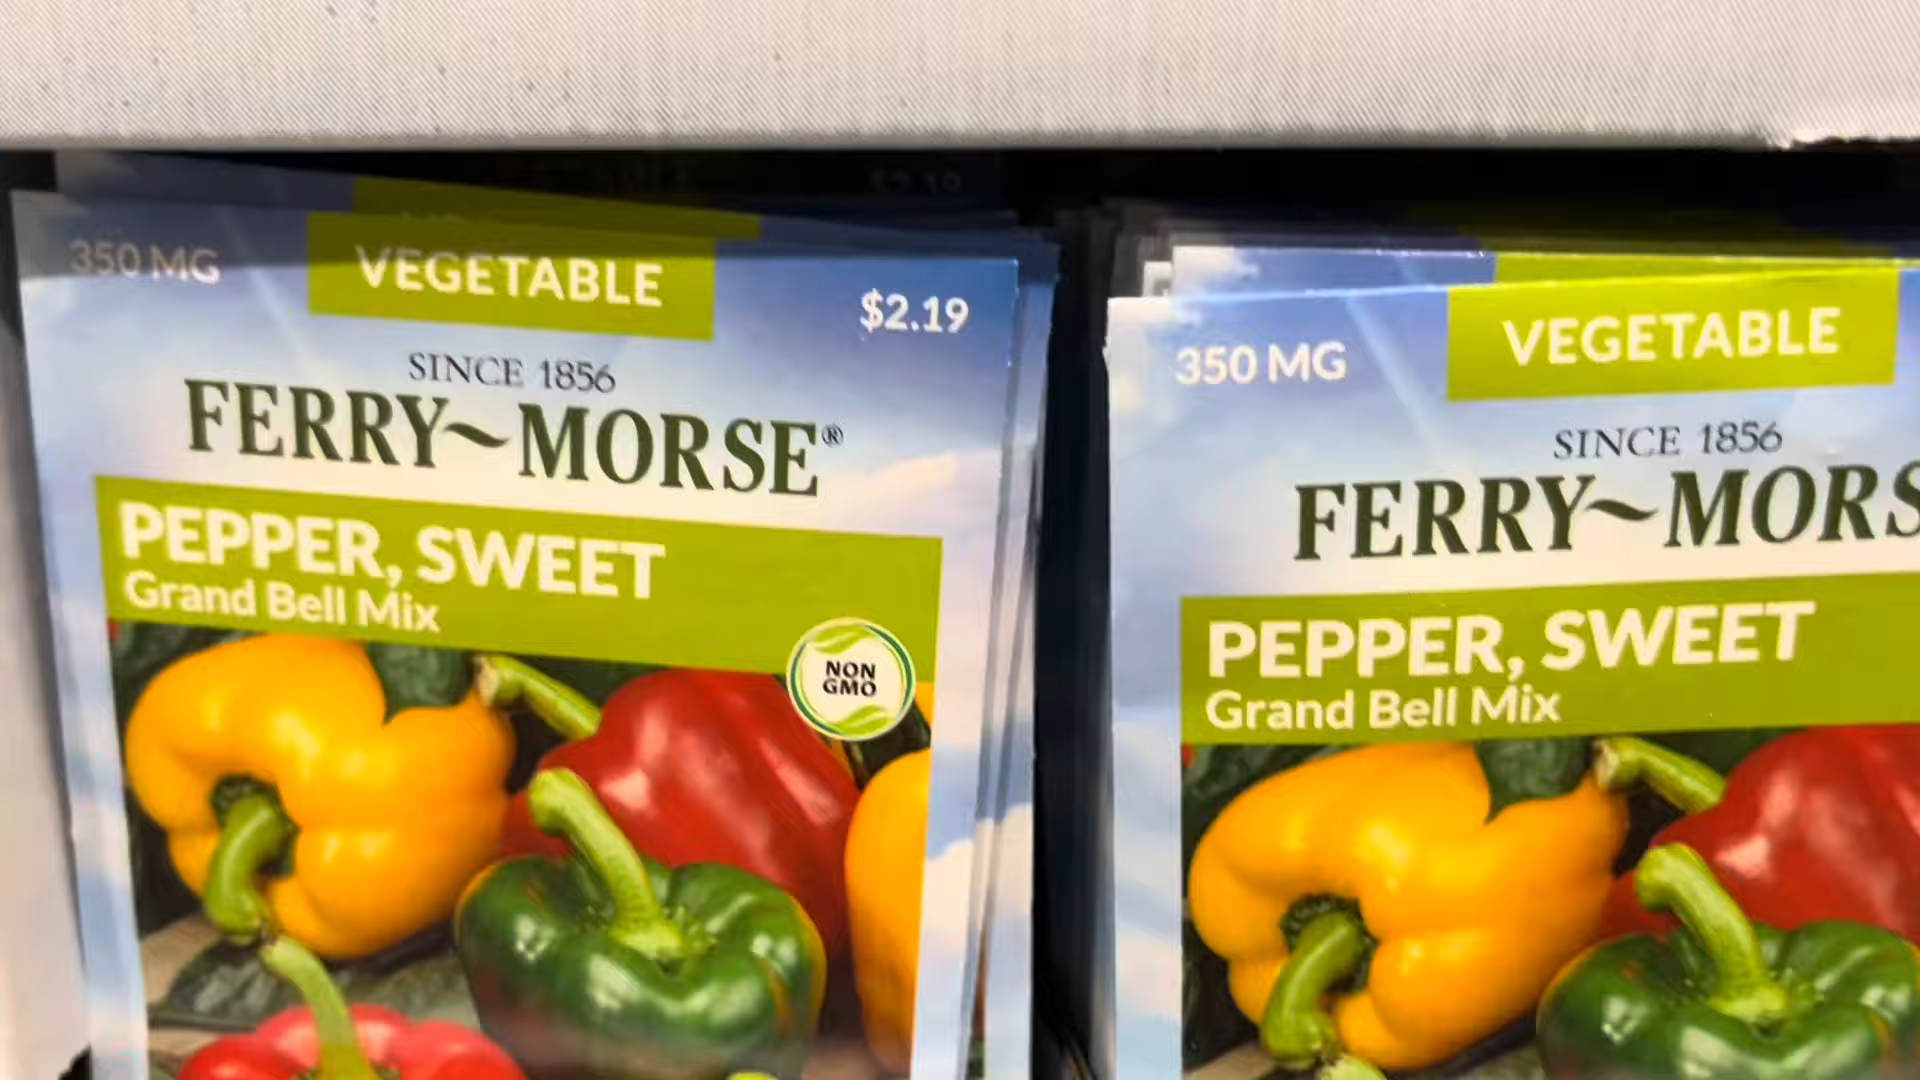 350 MG
VEGETABLE
$2.19
SINCE 1856
FERRY~MORSE®
PEPPER, SWEET
Grand Bell Mix
NON
GMO
350 MG
VEGETABLE
SINCE 1856
FERRY~MORS
PEPPER, SWEET
Grand Bell Mix